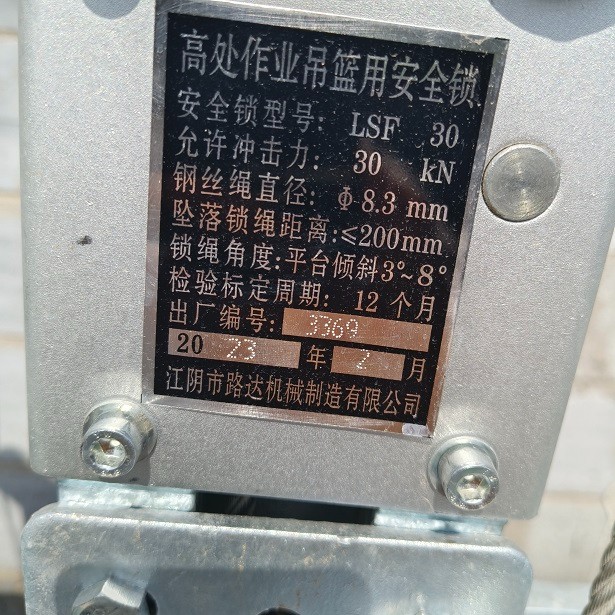 高处作业吊篮用安全锁
安全锁型号: LSF 30
允许冲击力: 30 kN
钢丝绳直径: Φ8.3 mm
坠落锁绳距离:≤200mm
锁绳角度:平台倾斜3°~8°
检验标定周期: 12 个月
出厂编号: 3369
20 23 年 2 月
江阴市路达机械制造有限公司